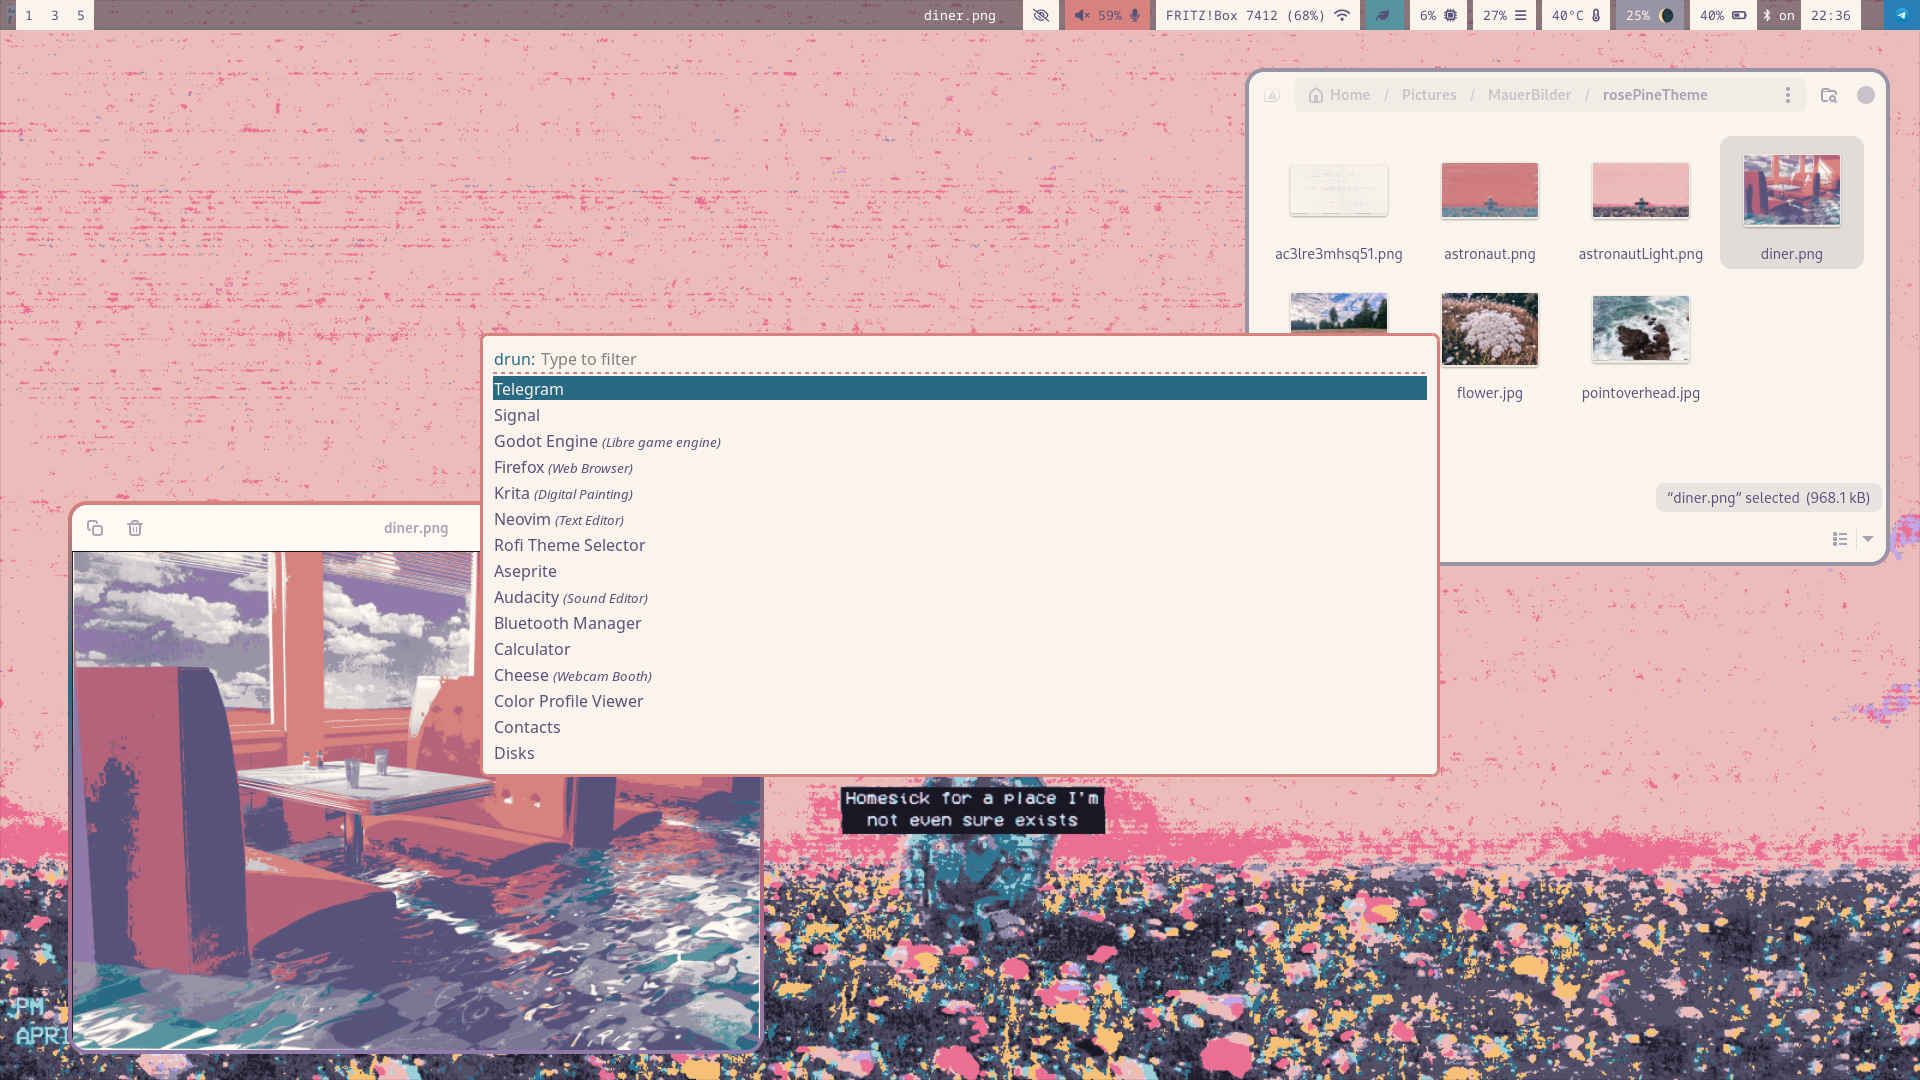 1 3 5
diner.png
59%
FRITZ!Box 7412 (68%)
6%
27%
40°C
25%
40%
on
22:36
Home / Pictures / MauerBilder / rosePineTheme
ac3lre3mhsq51.png
astronaut.png
astronautLight.png
diner.png
flower.jpg
pointoverhead.jpg
“diner.png” selected (968.1 kB)
drun: Type to filter
Telegram
Signal
Godot Engine (Libre game engine)
Firefox (Web Browser)
Krita (Digital Painting)
Neovim (Text Editor)
Rofi Theme Selector
Aseprite
Audacity (Sound Editor)
Bluetooth Manager
Calculator
Cheese (Webcam Booth)
Color Profile Viewer
Contacts
Disks
diner.png
Homesick for a place I'm
not even sure exists
PM
APRI